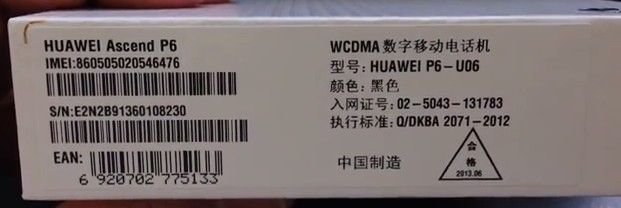 HUAWEI Ascend P6
IMEI:860505020546476
S/N:E2N2B91360108230
EAN:
6 920702 775133
WCDMA 数字移动电话机
型号: HUAWEI P6-U06
颜色: 黑色
入网证号: 02-5043-131783
执行标准: Q/DKBA 2071-2012
中国制造
合
格
2013.06